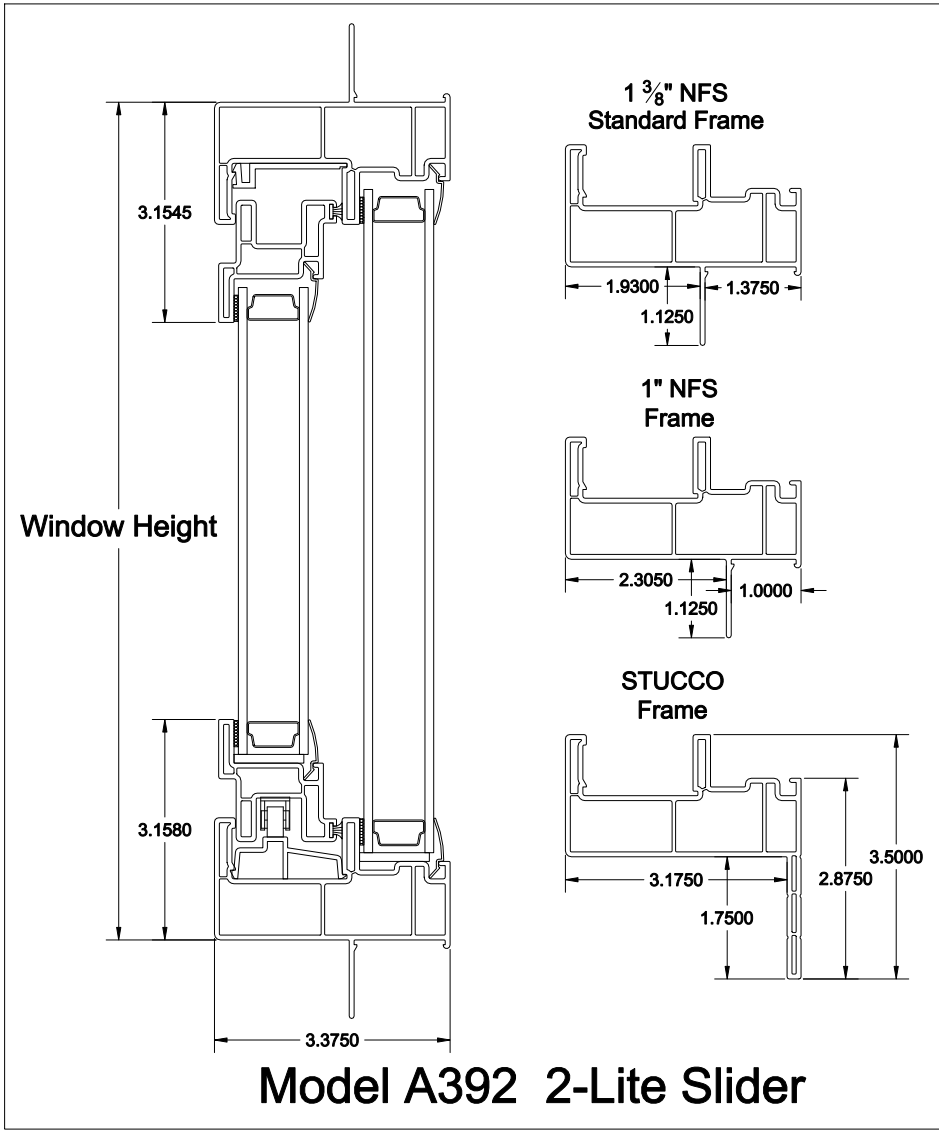 1 3/8" NFS
Standard Frame
3.1545
1.9300
1.3750
1.1250
1" NFS
Frame
Window Height
2.3050
1.0000
1.1250
STUCCO
Frame
3.1580
3.5000
3.1750
2.8750
1.7500
3.3750
Model A392 2-Lite Slider